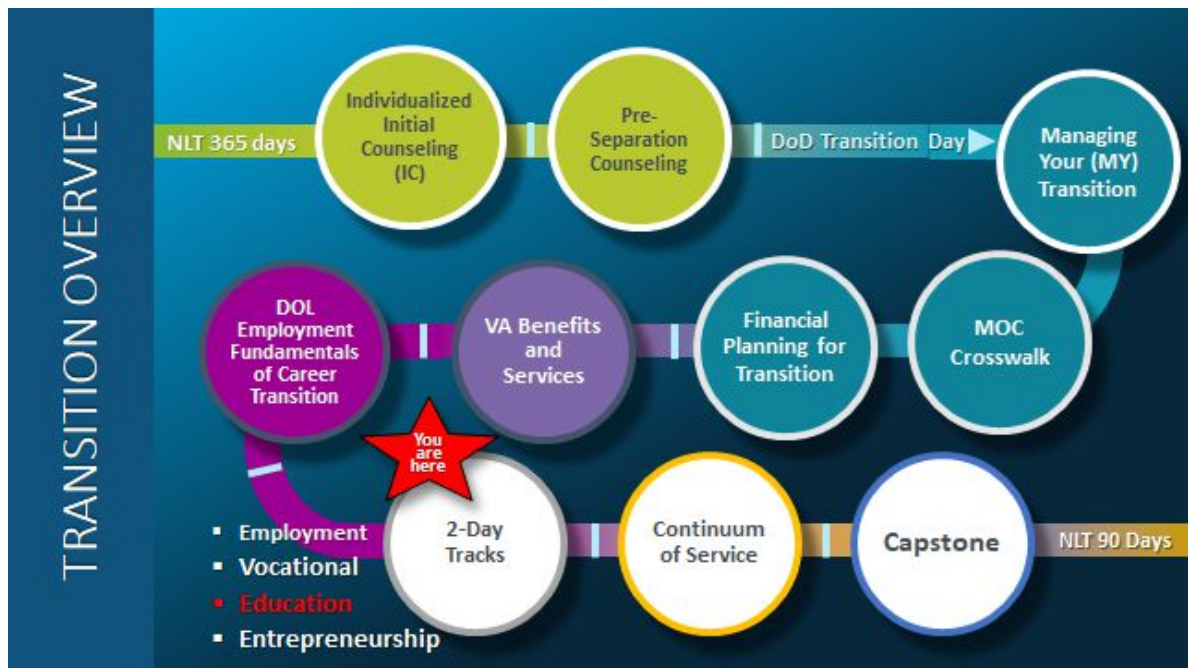 TRANSITION OVERVIEW
NLT 365 days
Individualized
Initial
Counseling
(IC)
Pre-
Separation
Counseling
DoD Transition Day
Managing
Your (MY)
Transition
DOL
Employment
Fundamentals
of Career
Transition
VA Benefits
and
Services
Financial
Planning for
Transition
MOC
Crosswalk
You
are
here
▪ Employment
▪ Vocational
▪ Education
▪ Entrepreneurship
2-Day
Tracks
Continuum
of Service
Capstone
NLT 90 Days